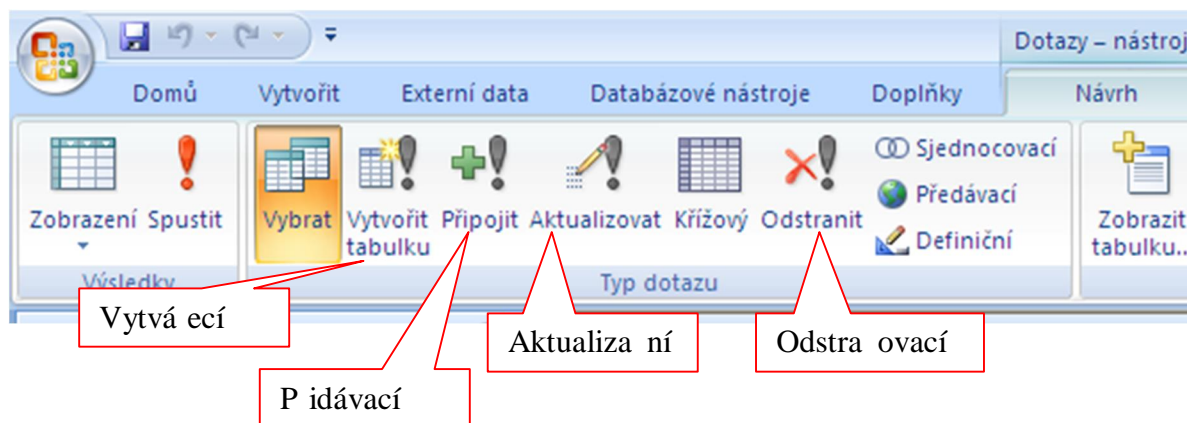 Dotazy – nástroj
Domů Vytvořit Externí data Databázové nástroje Doplňky Návrh
Zobrazení Spustit Vybrat Vytvořit tabulku Připojit Aktualizovat Křížový Odstranit
Sjednocovací
Předávací
Definiční
Zobrazit
tabulku..
Výsledky Typ dotazu
Vytvá ecí
Aktualiza ní
Odstra ovací
P idávací